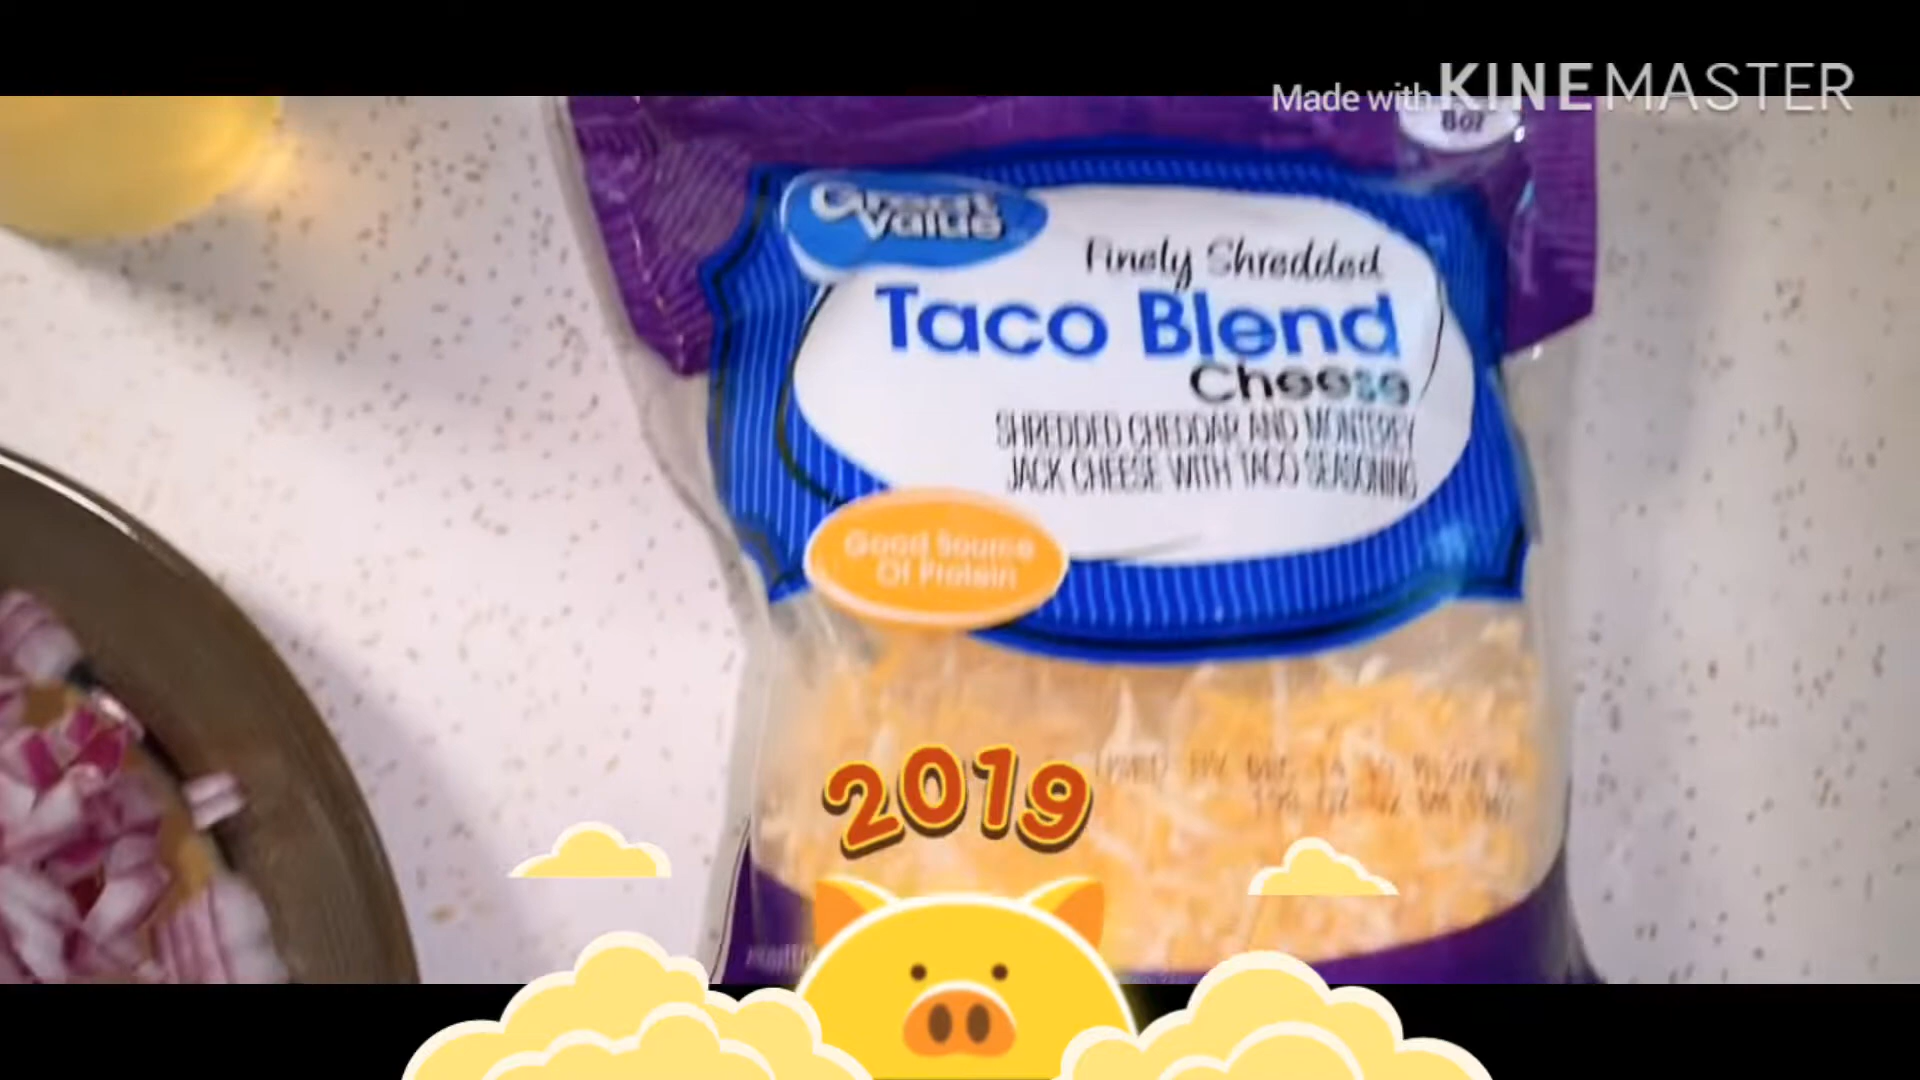 Made with KINEMASTER
8oz
Great
Value
Finely Shredded
Taco Blend
Cheese
SHREDDED CHEDDAR AND MONTEREY
JACK CHEESE WITH TACO SEASONING
Good Source
Of Protein
2019